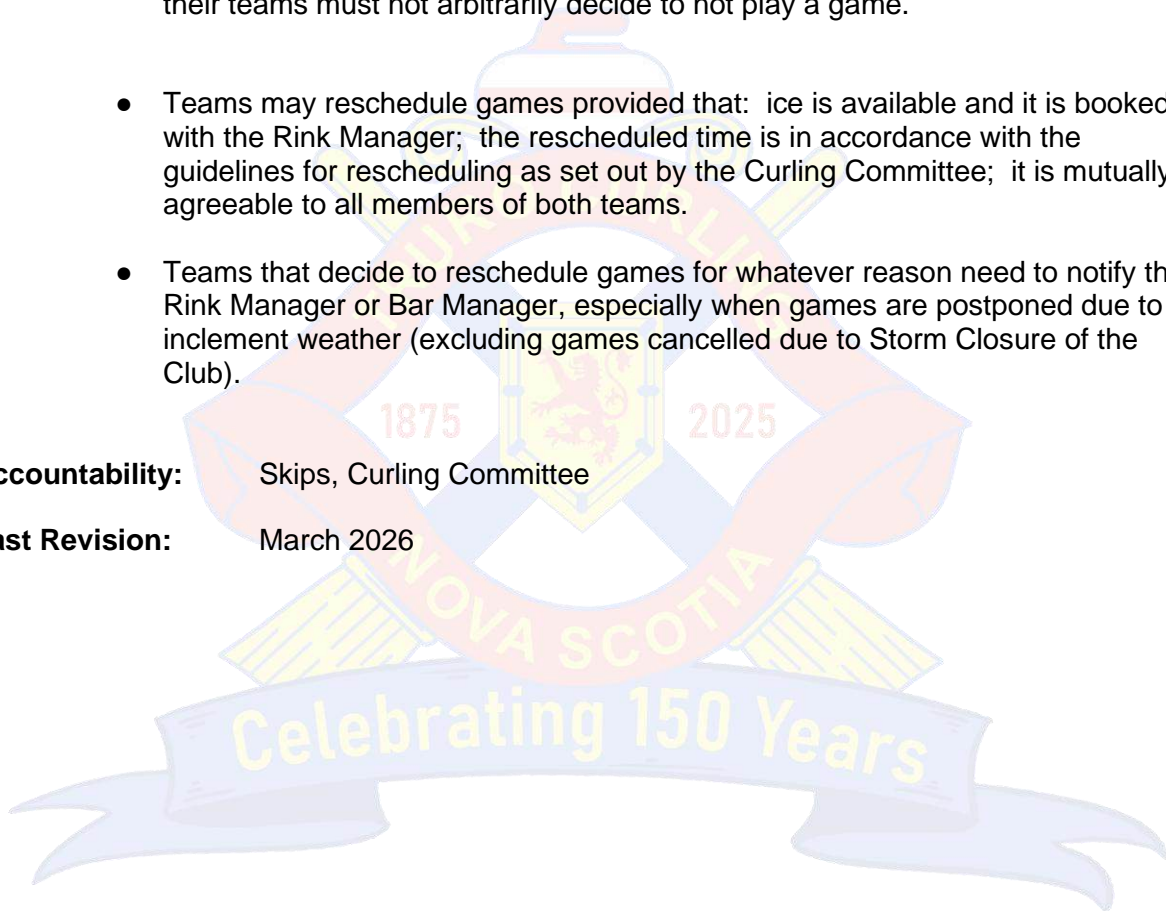 their teams must not arbitrarily decide to not play a game.
● Teams may reschedule games provided that: ice is available and it is booked
with the Rink Manager; the rescheduled time is in accordance with the
guidelines for rescheduling as set out by the Curling Committee; it is mutually
agreeable to all members of both teams.
● Teams that decide to reschedule games for whatever reason need to notify th
Rink Manager or Bar Manager, especially when games are postponed due to
inclement weather (excluding games cancelled due to Storm Closure of the
Club).
TRURO CURLING
1875 2025
ccountability: Skips, Curling Committee
ast Revision: March 2026
NOVA SCOTIA
Celebrating 150 Years